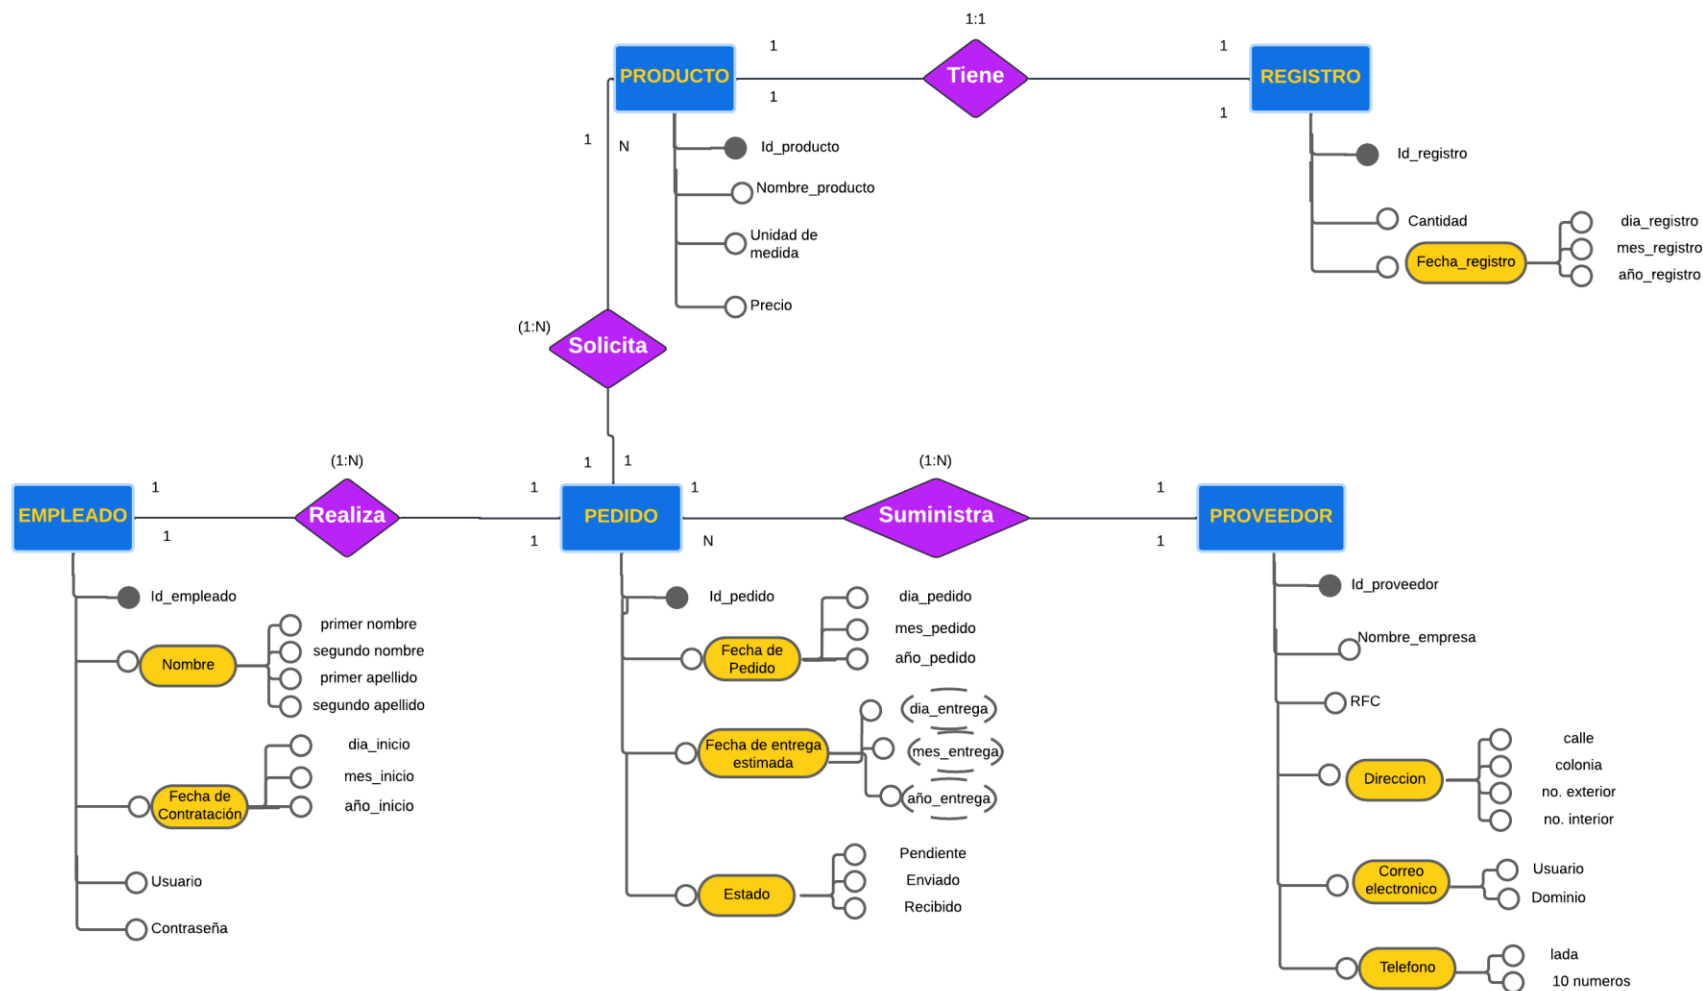 1:1
PRODUCTO
1
1
Tiene
1
1
REGISTRO
1
N
Id_producto
Nombre_producto
Unidad de
medida
Precio
Id_registro
Cantidad
Fecha_registro
dia_registro
mes_registro
año_registro
(1:N)
Solicita
1
1
(1:N)
(1:N)
EMPLEADO
1
1
Realiza
1
1
PEDIDO
1
N
Suministra
1
1
PROVEEDOR
Id_empleado
Nombre
primer nombre
segundo nombre
primer apellido
segundo apellido
Fecha de
Contratación
dia_inicio
mes_inicio
año_inicio
Usuario
Contraseña
Id_pedido
Fecha de
Pedido
dia_pedido
mes_pedido
año_pedido
Fecha de entrega
estimada
dia_entrega
mes_entrega
año_entrega
Estado
Pendiente
Enviado
Recibido
Id_proveedor
Nombre_empresa
RFC
Direccion
calle
colonia
no. exterior
no. interior
Correo
electronico
Usuario
Dominio
Telefono
lada
10 numeros